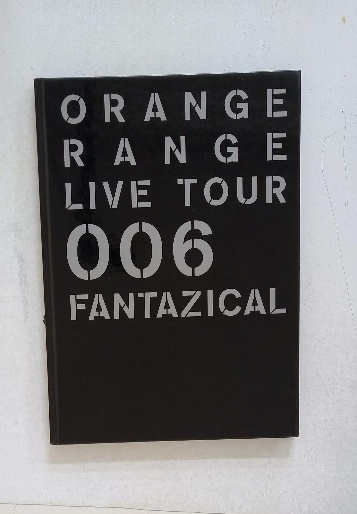 ORANGE
RANGE
LIVE TOUR
006
FANTAZICAL